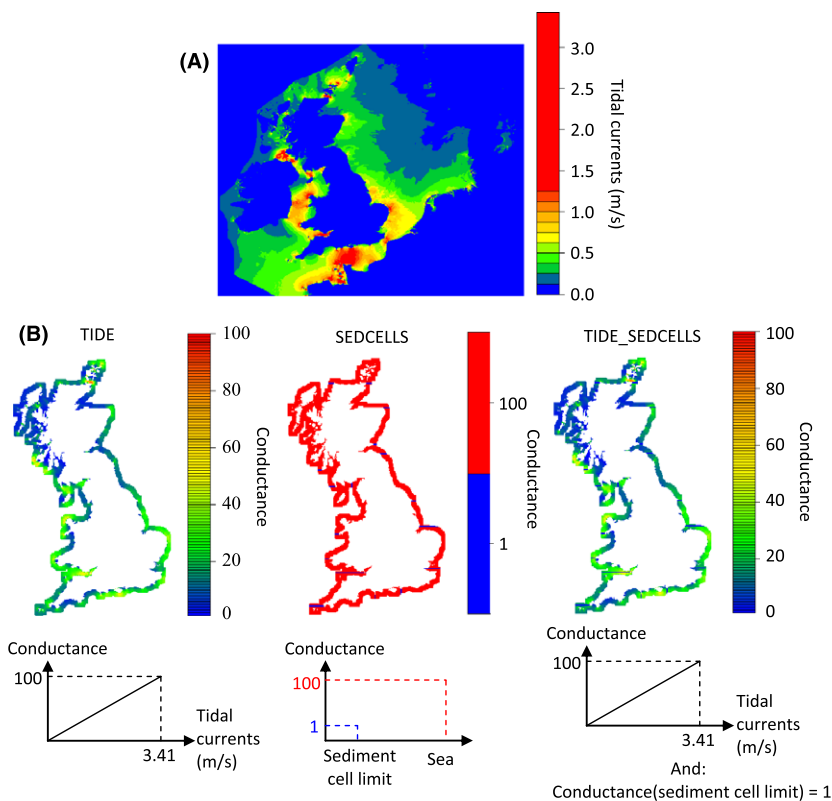 (A)
3.0
2.5
2.0
1.5
1.0
0.5
0.0
Tidal currents (m/s)
(B)
TIDE
100
80
60
40
20
0
Conductance
SEDCELLS
100
1
Conductance
TIDE_SEDCELLS
100
80
60
40
20
0
Conductance
Conductance
100
3.41
Tidal
currents
(m/s)
Conductance
100
1
Sediment
cell limit
Sea
Conductance
100
3.41
Tidal
currents
(m/s)
And:
Conductance(sediment cell limit) = 1